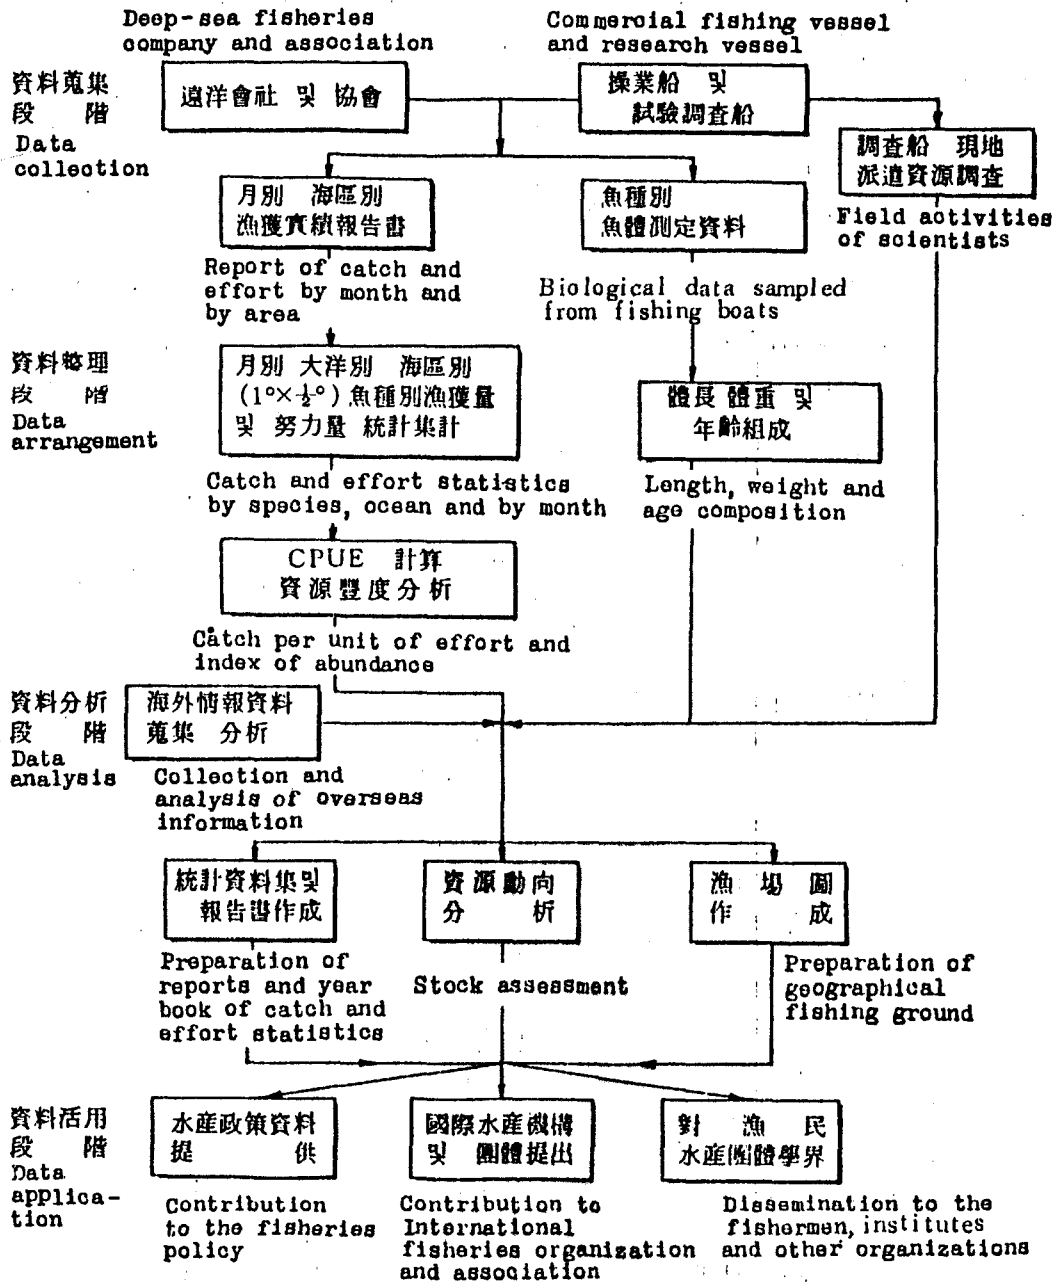 Deep-sea fisheries
company and association
Commercial fishing vessel
and research vessel
資料蒐集
段 階
Data
collection
遠洋會社 및 協會
操業船 및
試驗調査船
調査船 現地
派遣資源調査
Field activities
of scientists
月別 海區別
漁獲實績報告書
魚種別
魚體測定資料
Report of catch and
effort by month and
by area
Biological data sampled
from fishing boats
資料整理
段 階
Data
arrangement
月別 大洋別 海區別
(1°×½°) 魚種別漁獲量
및 努力量 統計集計
體長 體重 및
年齡組成
Catch and effort statistics
by species, ocean and by month
Length, weight and
age composition
CPUE 計算
資源豐度分析
Catch per unit of effort and
index of abundance
資料分析
段 階
Data
analysis
海外情報資料
蒐集 分析
Collection and
analysis of overseas
information
統計資料集및
報告書作成
資源動向
分 析
漁場圖
作 成
Preparation of
reports and year
book of catch and
effort statistics
Stock assessment
Preparation of
geographical
fishing ground
資料活用
段 階
Data
applica-
tion
水産政策資料
提 供
國際水産機構
및 團體提出
對 漁 民
水産團體學界
Contribution
to the fisheries
policy
Contribution to
International
fisheries organization
and association
Dissemination to the
fishermen, institutes
and other organizations